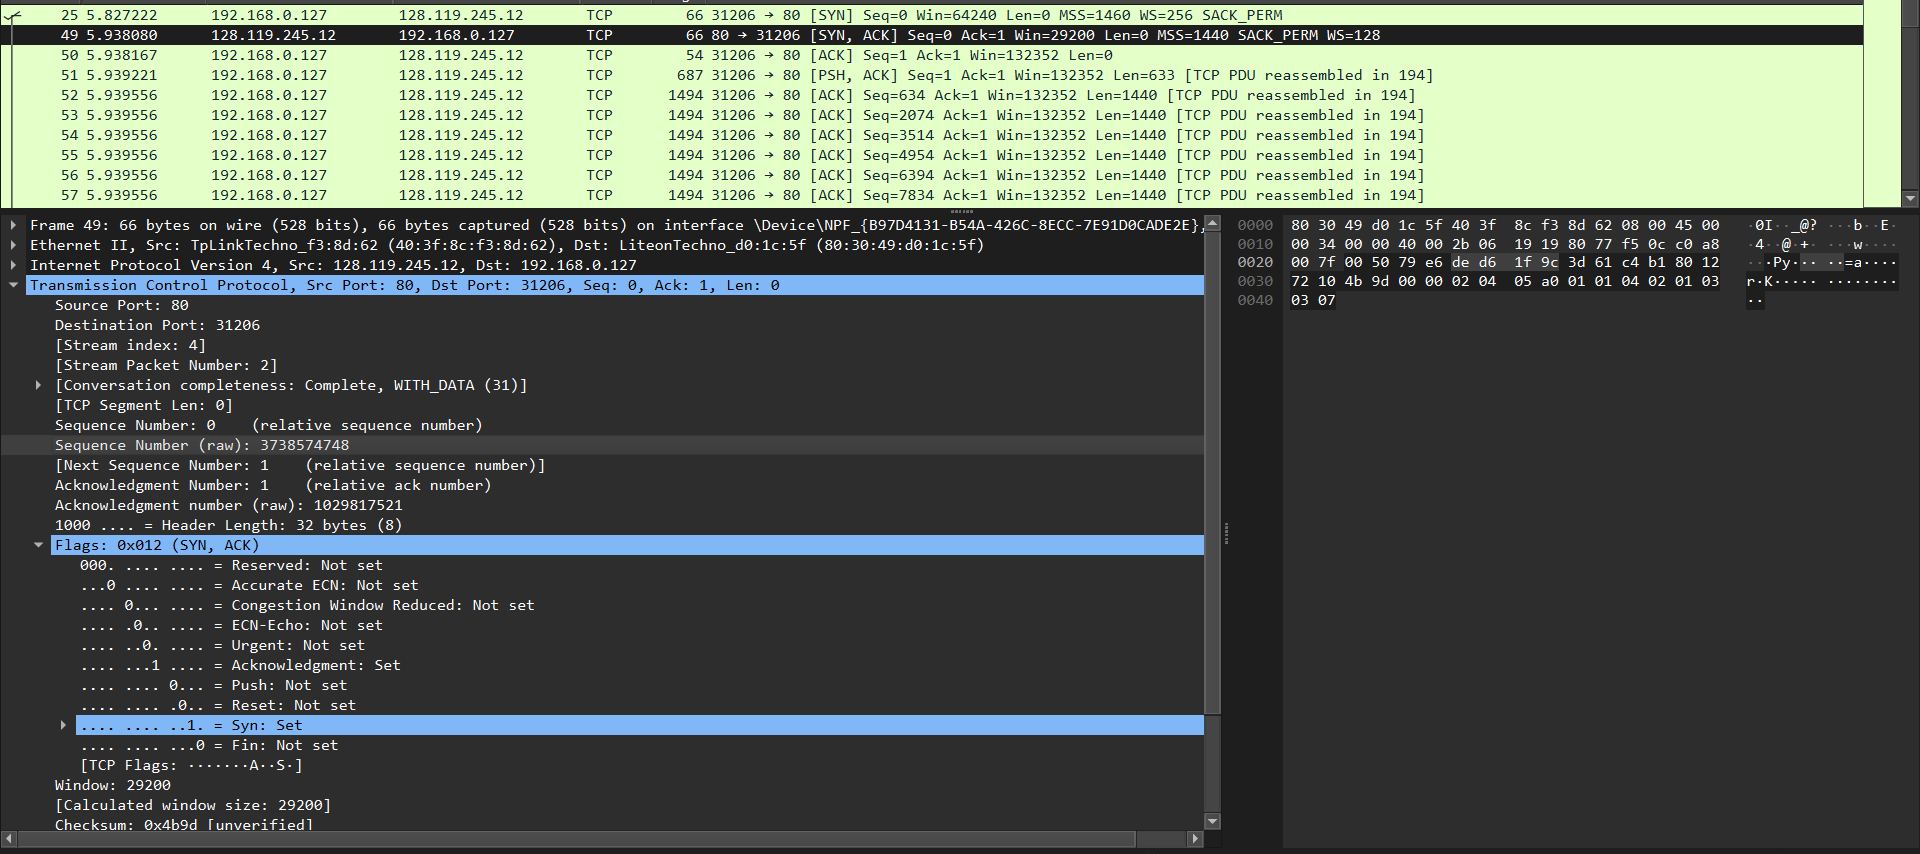 25 5.827222 192.168.0.127 128.119.245.12 TCP 66 31206 → 80 [SYN] Seq=0 Win=64240 Len=0 MSS=1460 WS=256 SACK_PERM
49 5.938080 128.119.245.12 192.168.0.127 TCP 66 80 → 31206 [SYN, ACK] Seq=0 Ack=1 Win=29200 Len=0 MSS=1440 SACK_PERM WS=128
50 5.938167 192.168.0.127 128.119.245.12 TCP 54 31206 → 80 [ACK] Seq=1 Ack=1 Win=132352 Len=0
51 5.939221 192.168.0.127 128.119.245.12 TCP 687 31206 → 80 [PSH, ACK] Seq=1 Ack=1 Win=132352 Len=633 [TCP PDU reassembled in 194]
52 5.939556 192.168.0.127 128.119.245.12 TCP 1494 31206 → 80 [ACK] Seq=634 Ack=1 Win=132352 Len=1440 [TCP PDU reassembled in 194]
53 5.939556 192.168.0.127 128.119.245.12 TCP 1494 31206 → 80 [ACK] Seq=2074 Ack=1 Win=132352 Len=1440 [TCP PDU reassembled in 194]
54 5.939556 192.168.0.127 128.119.245.12 TCP 1494 31206 → 80 [ACK] Seq=3514 Ack=1 Win=132352 Len=1440 [TCP PDU reassembled in 194]
55 5.939556 192.168.0.127 128.119.245.12 TCP 1494 31206 → 80 [ACK] Seq=4954 Ack=1 Win=132352 Len=1440 [TCP PDU reassembled in 194]
56 5.939556 192.168.0.127 128.119.245.12 TCP 1494 31206 → 80 [ACK] Seq=6394 Ack=1 Win=132352 Len=1440 [TCP PDU reassembled in 194]
57 5.939556 192.168.0.127 128.119.245.12 TCP 1494 31206 → 80 [ACK] Seq=7834 Ack=1 Win=132352 Len=1440 [TCP PDU reassembled in 194]
Frame 49: 66 bytes on wire (528 bits), 66 bytes captured (528 bits) on interface \Device\NPF_{B97D4131-B54A-426C-8ECC-7E91D0CADE2E},
Ethernet II, Src: TpLinkTechno_f3:8d:62 (40:3f:8c:f3:8d:62), Dst: LiteonTechno_d0:1c:5f (80:30:49:d0:1c:5f)
Internet Protocol Version 4, Src: 128.119.245.12, Dst: 192.168.0.127
Transmission Control Protocol, Src Port: 80, Dst Port: 31206, Seq: 0, Ack: 1, Len: 0
Source Port: 80
Destination Port: 31206
[Stream index: 4]
[Stream Packet Number: 2]
[Conversation completeness: Complete, WITH_DATA (31)]
[TCP Segment Len: 0]
Sequence Number: 0 (relative sequence number)
Sequence Number (raw): 3738574748
[Next Sequence Number: 1 (relative sequence number)]
Acknowledgment Number: 1 (relative ack number)
Acknowledgment number (raw): 1029817521
1000 .... = Header Length: 32 bytes (8)
Flags: 0x012 (SYN, ACK)
000. .... .... = Reserved: Not set
...0 .... .... = Accurate ECN: Not set
.... 0... .... = Congestion Window Reduced: Not set
.... .0.. .... = ECN-Echo: Not set
.... ..0. .... = Urgent: Not set
.... ...1 .... = Acknowledgment: Set
.... .... 0... = Push: Not set
.... .... .0.. = Reset: Not set
.... .... ..1. = Syn: Set
.... .... ...0 = Fin: Not set
[TCP Flags: ·······A··S·]
Window: 29200
[Calculated window size: 29200]
Checksum: 0x4b9d [unverified]
0000 80 30 49 d0 1c 5f 40 3f 8c f3 8d 62 08 00 45 00 ·0I··_@? ···b··E·
0010 00 34 00 00 40 00 2b 06 19 19 80 77 f5 0c c0 a8 ·4··@·+· ···w····
0020 00 7f 00 50 79 e6 de d6 1f 9c 3d 61 c4 b1 80 12 ···Py··· ··=a····
0030 72 10 4b 9d 00 00 02 04 05 a0 01 01 04 02 01 03 r·K····· ········
0040 03 07 ··